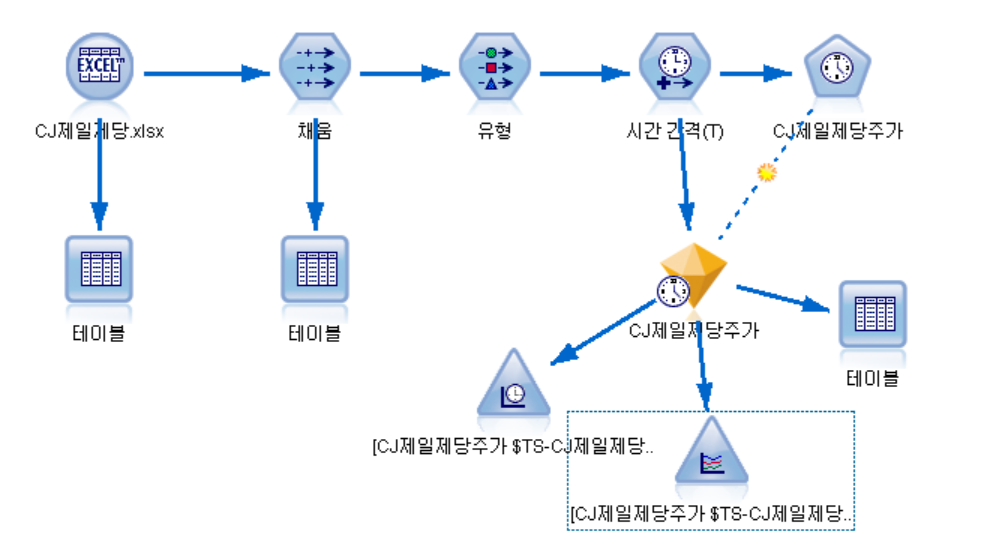 EXCEL™
CJ제일제당.xlsx
채움
유형
시간 간격(T)
CJ제일제당주가
테이블
테이블
CJ제일제당주가
테이블
[CJ제일제당주가 $TS-CJ제일제당..
[CJ제일제당주가 $TS-CJ제일제당..